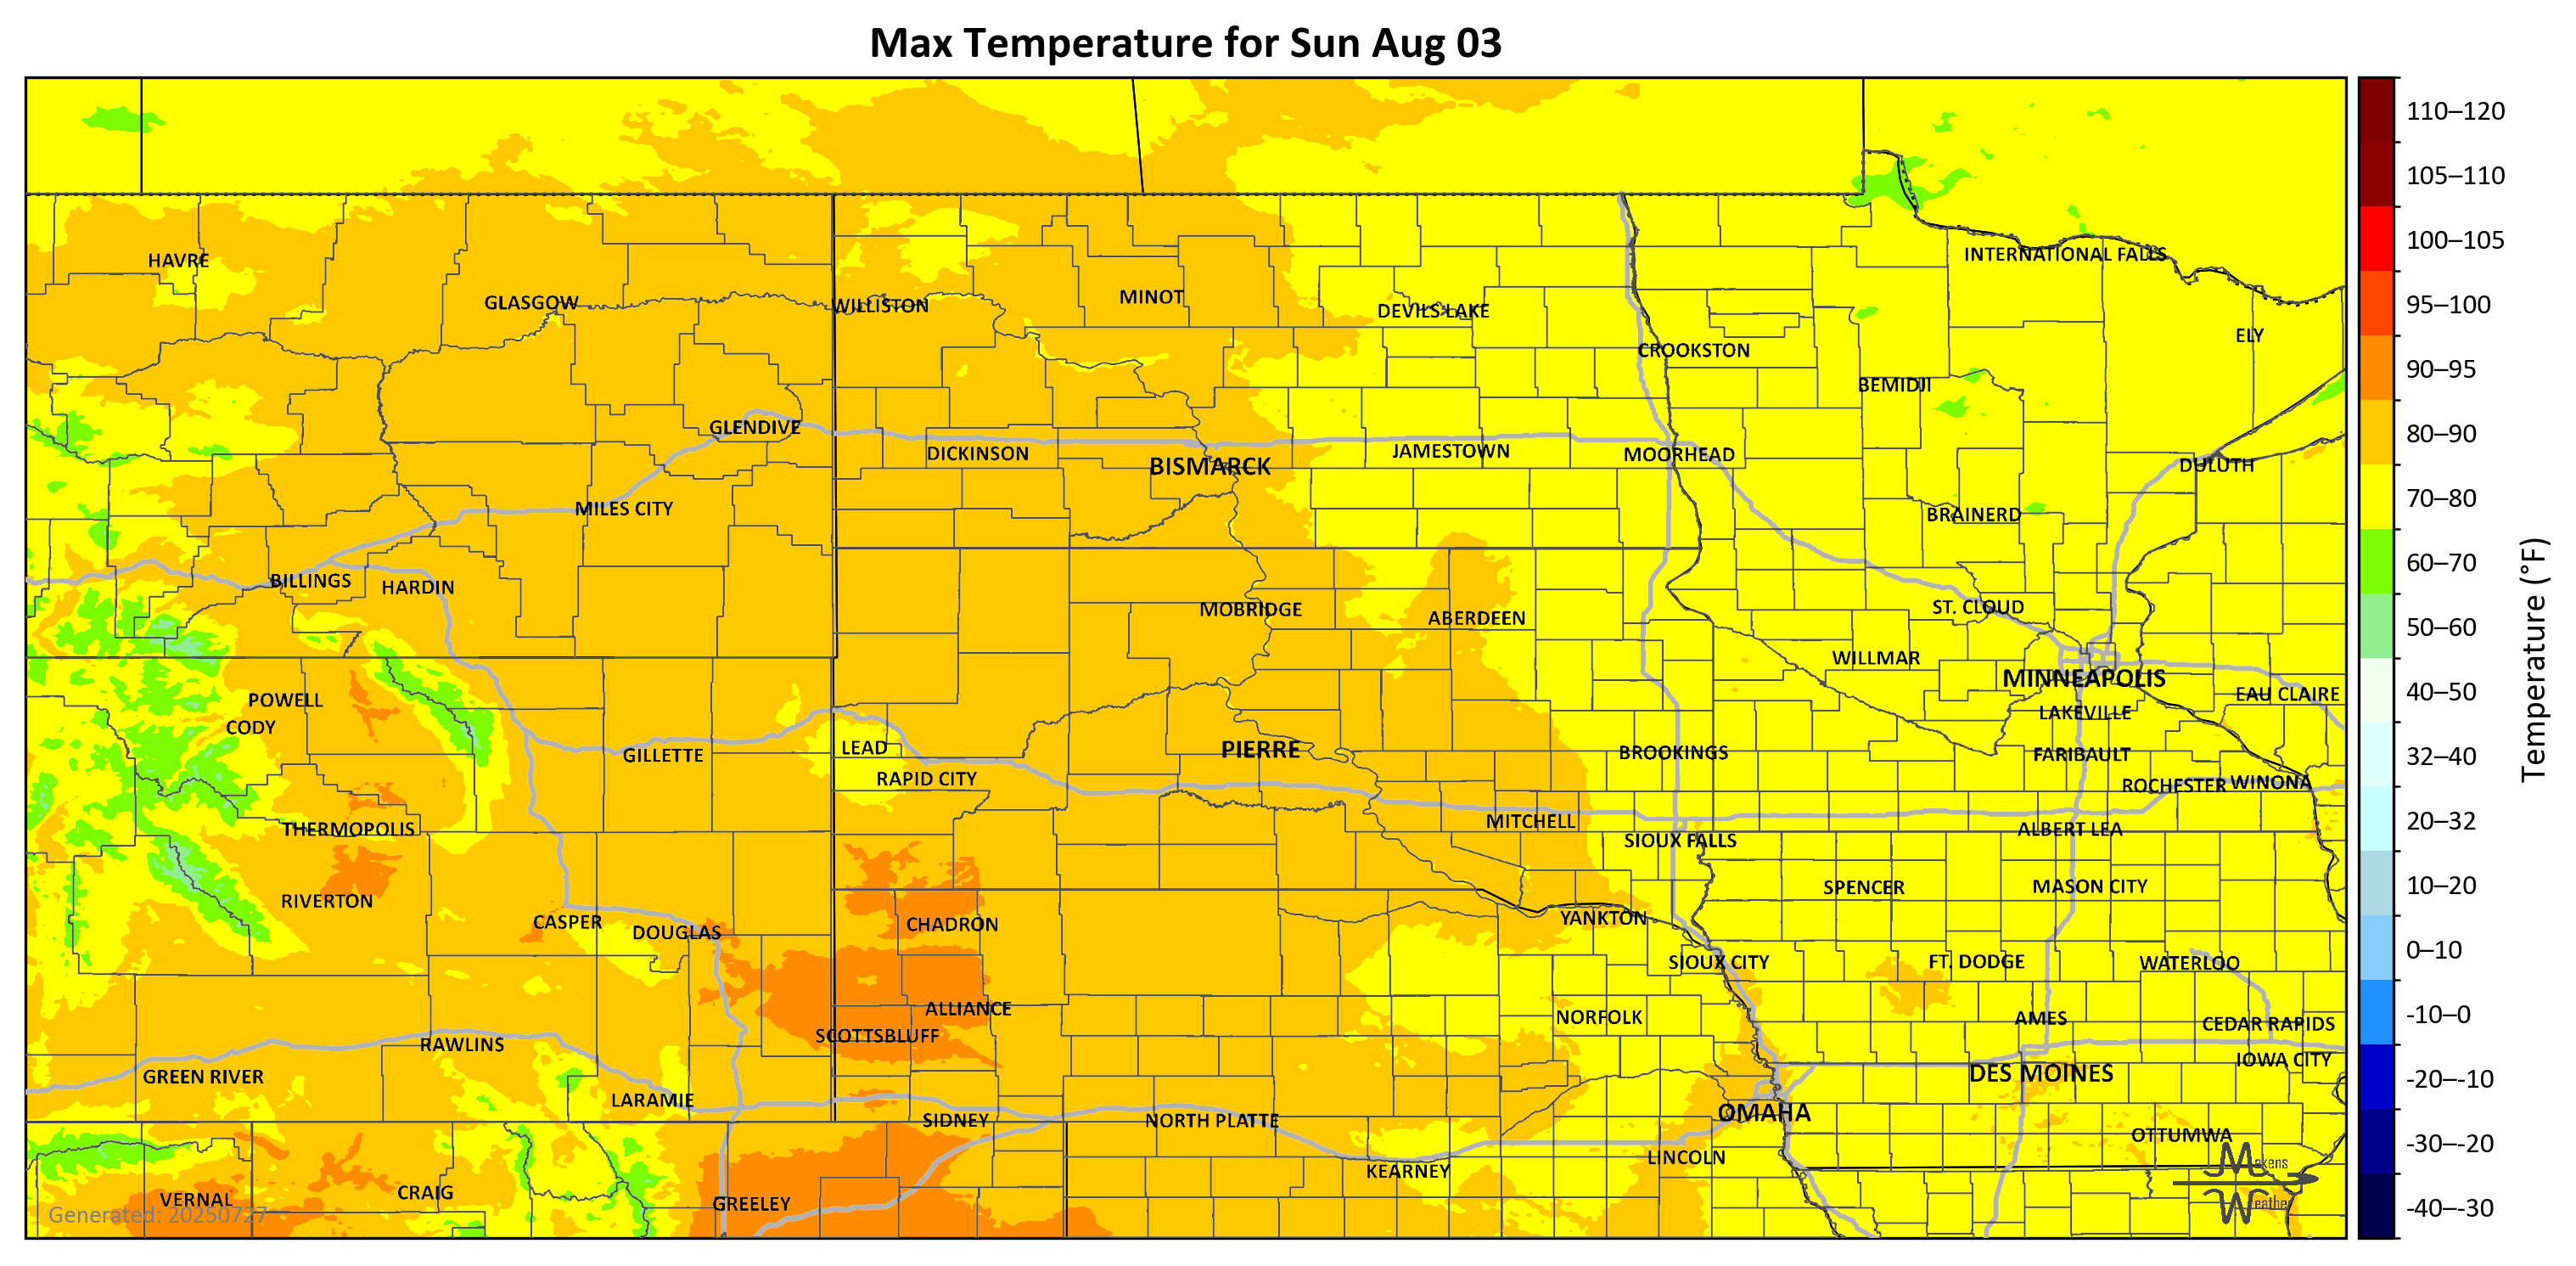 Max Temperature for Sun Aug 03
110–120
105–110
100–105
95–100
90–95
80–90
70–80
60–70
50–60
40–50
32–40
20–32
10–20
0–10
-10–0
-20–-10
-30–-20
-40–-30
Temperature (°F)
INTERNATIONAL FALLS
HAVRE
MINOT
GLASGOW
WILLISTON
DEVILS LAKE
ELY
CROOKSTON
BEMIDJI
GLENDIVE
DICKINSON
JAMESTOWN
MOORHEAD
BISMARCK
DULUTH
MILES CITY
BRAINERD
BILLINGS
HARDIN
MOBRIDGE
ABERDEEN
ST. CLOUD
WILLMAR
MINNEAPOLIS
EAU CLAIRE
POWELL
LAKEVILLE
CODY
LEAD
PIERRE
BROOKINGS
FARIBAULT
GILLETTE
RAPID CITY
ROCHESTER
WINONA
THERMOPOLIS
MITCHELL
SIOUX FALLS
ALBERT LEA
SPENCER
MASON CITY
RIVERTON
CASPER
DOUGLAS
CHADRON
YANKTON
SIOUX CITY
FT. DODGE
WATERLOO
ALLIANCE
NORFOLK
AMES
CEDAR RAPIDS
SCOTTSBLUFF
RAWLINS
IOWA CITY
GREEN RIVER
DES MOINES
LARAMIE
OMAHA
SIDNEY
NORTH PLATTE
OTTUMWA
LINCOLN
KEARNEY
VERNAL
CRAIG
GREELEY
Generated: 20250727
Makens
Weather